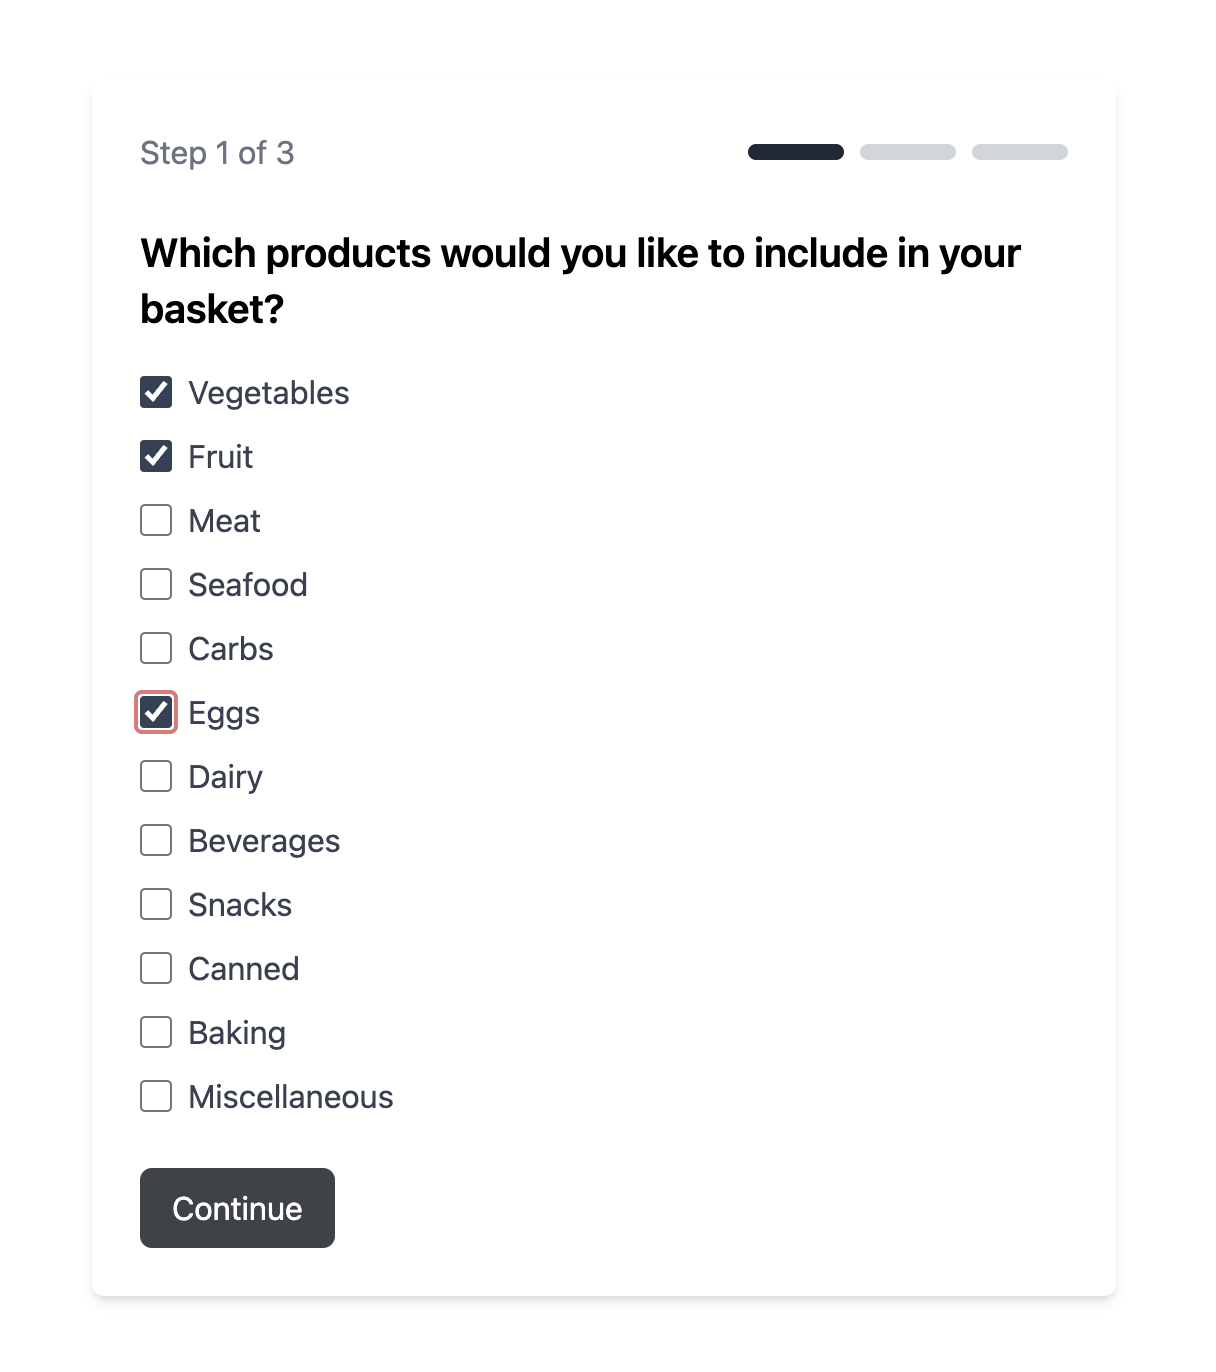 Step 1 of 3
Which products would you like to include in your
basket?
Vegetables
Fruit
Meat
Seafood
Carbs
Eggs
Dairy
Beverages
Snacks
Canned
Baking
Miscellaneous
Continue